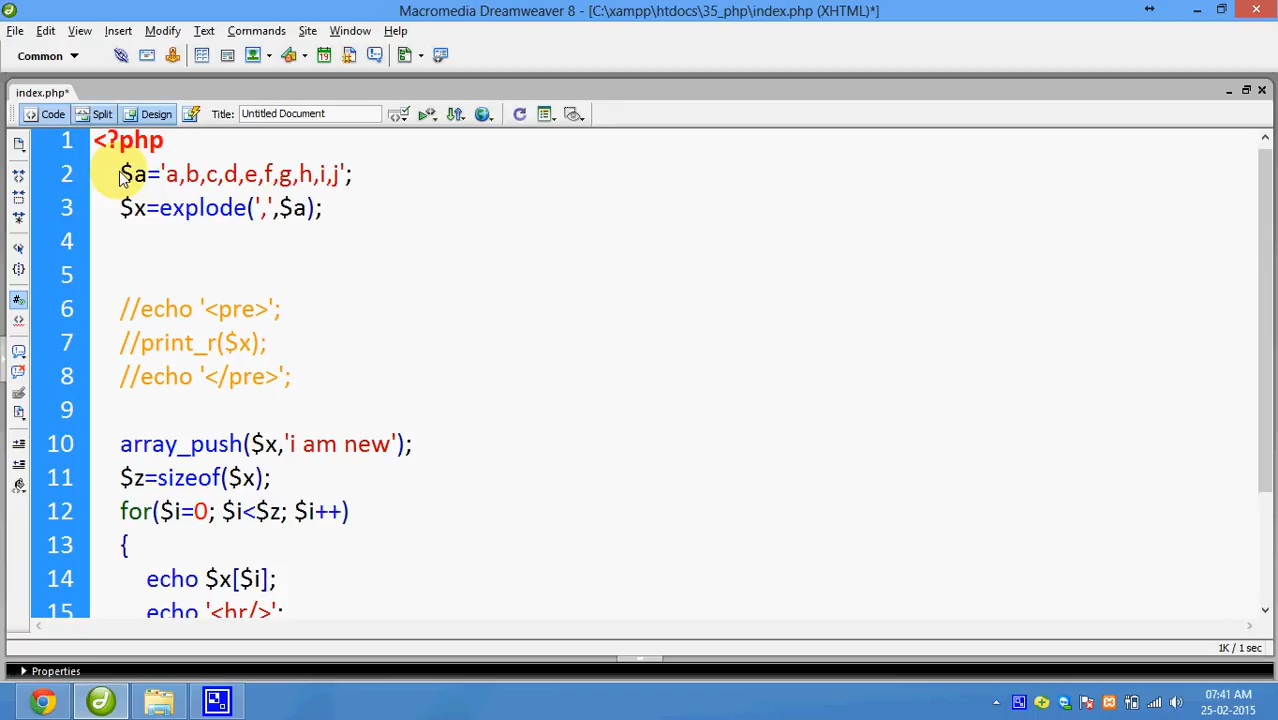 Macromedia Dreamweaver 8 - [C:\xampp\htdocs\35_php\index.php (XHTML)*]
File Edit View Insert Modify Text Commands Site Window Help
Common
index.php*
Code Split Design Title: Untitled Document
1 <?php
2 $a='a,b,c,d,e,f,g,h,i,j';
3 $x=explode(',',$a);
4
5
6 //echo '<pre>';
7 //print_r($x);
8 //echo '</pre>';
9
10 array_push($x,'i am new');
11 $z=sizeof($x);
12 for($i=0; $i<$z; $i++)
13 {
14 echo $x[$i];
15 echo '<hr/>';
1K / 1 sec
Properties
07:41 AM
25-02-2015